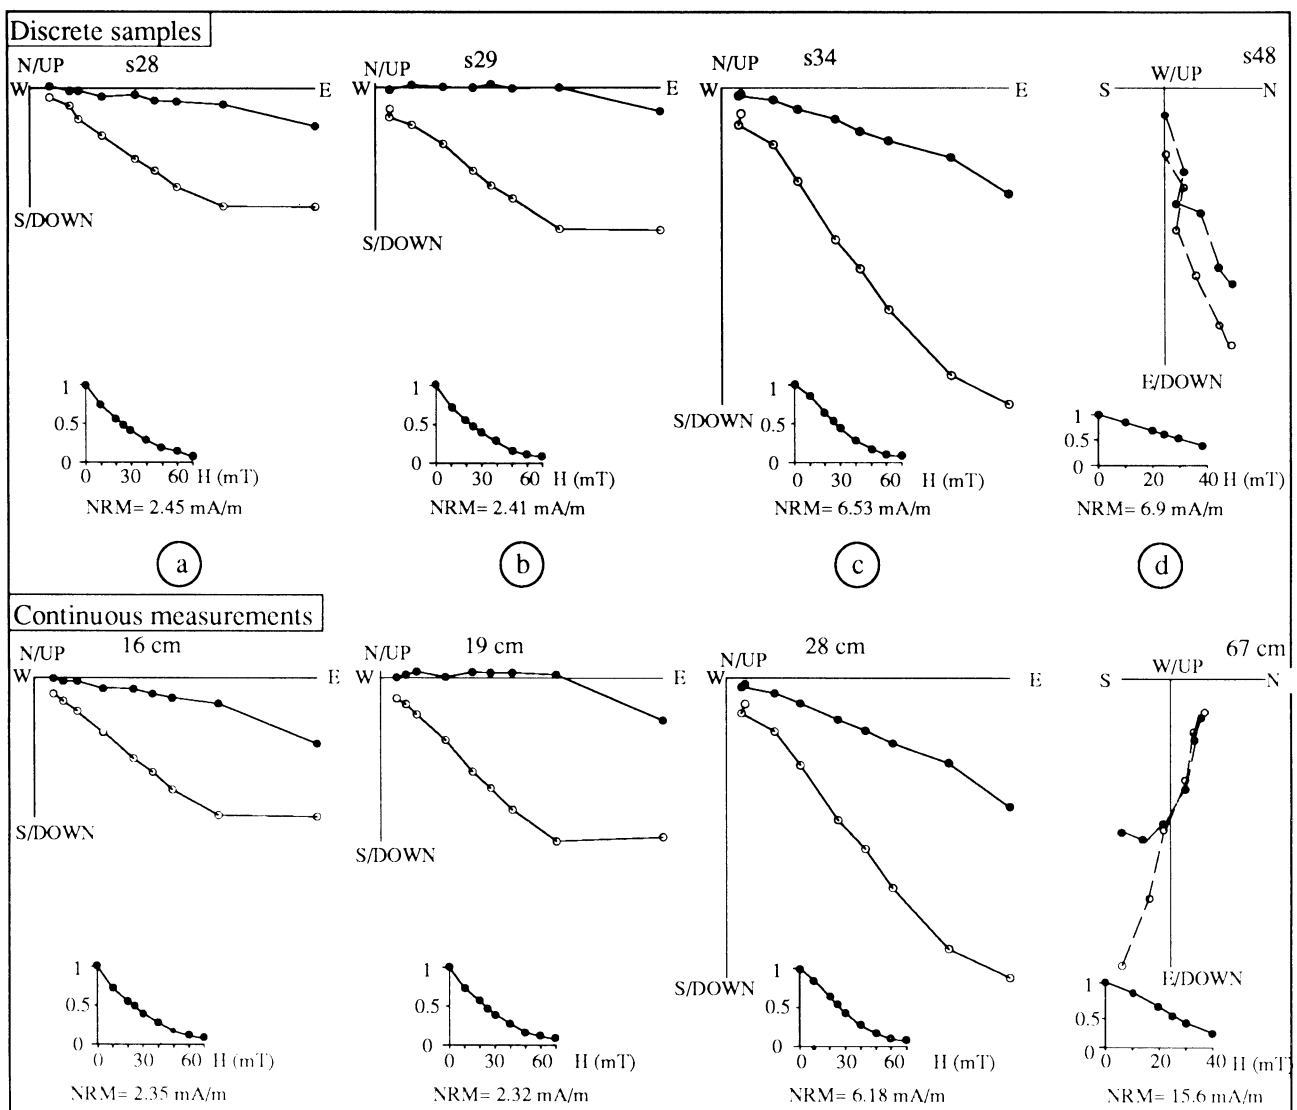 Discrete samples
N/UP s28
W E
S/DOWN
1
0.5
0
0 30 60 H (mT)
NRM= 2.45 mA/m
a
N/UP s29
W
S/DOWN
1
0.5
0
0 30 60 H (mT)
NRM= 2.41 mA/m
b
N/UP s34
W E
S/DOWN
1
0.5
0
0 30 60 H (mT)
NRM= 6.53 mA/m
c
W/UP s48
S N
E/DOWN
1
0.5
0
0 20 40 H (mT)
NRM= 6.9 mA/m
d
Continuous measurements
N/UP 16 cm
W E
S/DOWN
1
0.5
0
0 30 60 H (mT)
NRM= 2.35 mA/m
N/UP 19 cm
W E
S/DOWN
1
0.5
0
0 30 60 H (mT)
NRM= 2.32 mA/m
N/UP 28 cm
W E
S/DOWN
1
0.5
0
0 30 60 H (mT)
NRM= 6.18 mA/m
W/UP 67 cm
S N
E/DOWN
1
0.5
0
0 20 40 H (mT)
NRM= 15.6 mA/m